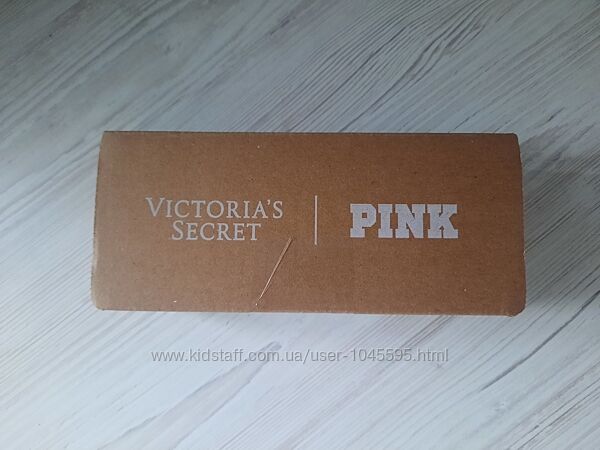 VICTORIA'S
SECRET
PINK
www.kidstaff.com.ua/user-1045595.html